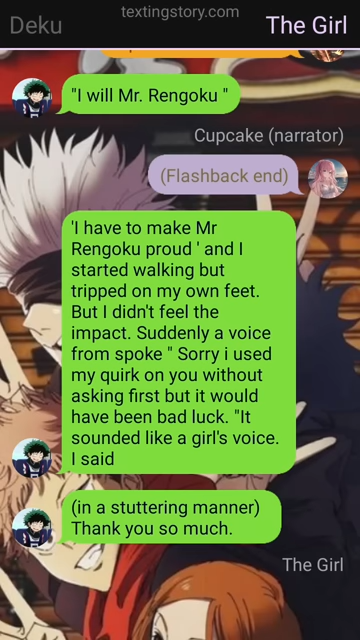 textingstory.com
Deku
The Girl
"I will Mr. Rengoku "
Cupcake (narrator)
(Flashback end)
'I have to make Mr
Rengoku proud ' and I
started walking but
tripped on my own feet.
But I didn't feel the
impact. Suddenly a voice
from spoke " Sorry i used
my quirk on you without
asking first but it would
have been bad luck. "It
sounded like a girl's voice.
I said
(in a stuttering manner)
Thank you so much.
The Girl